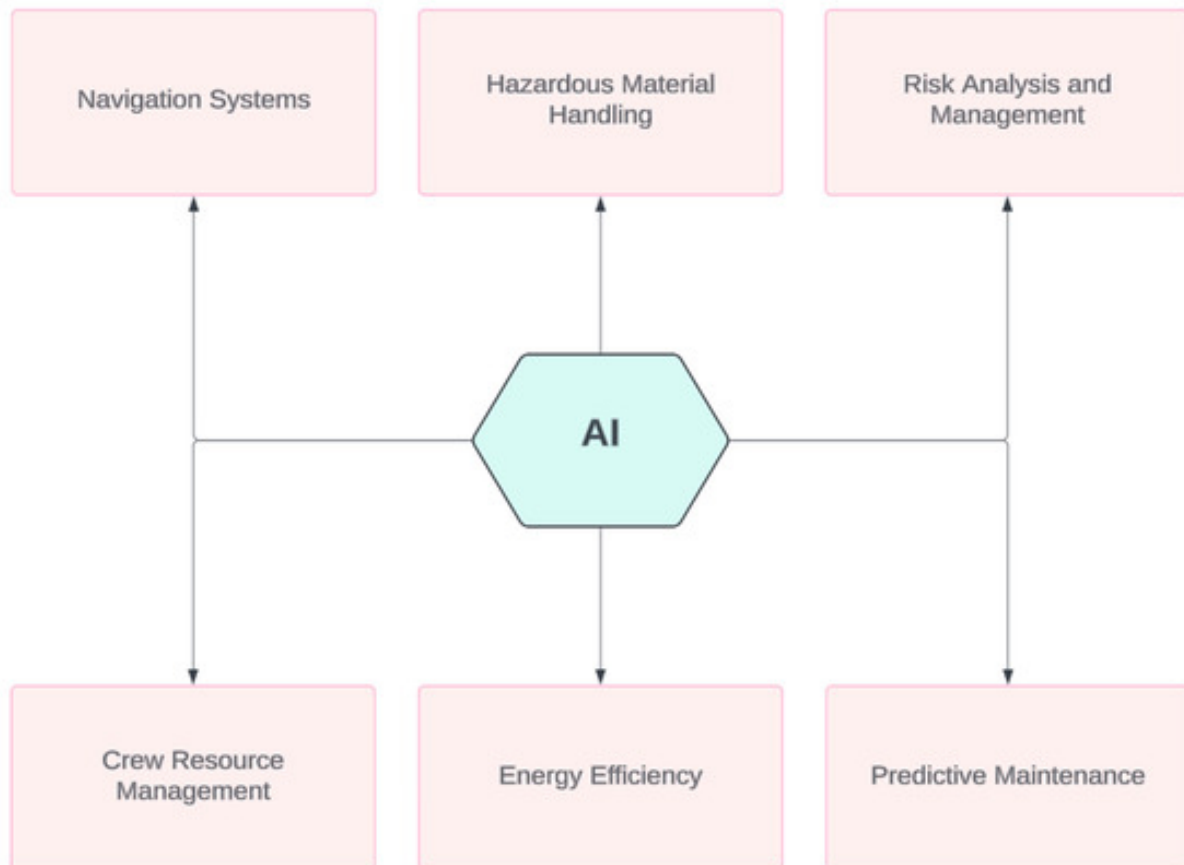 Navigation Systems
Hazardous Material
Handling
Risk Analysis and
Management
AI
Crew Resource
Management
Energy Efficiency
Predictive Maintenance